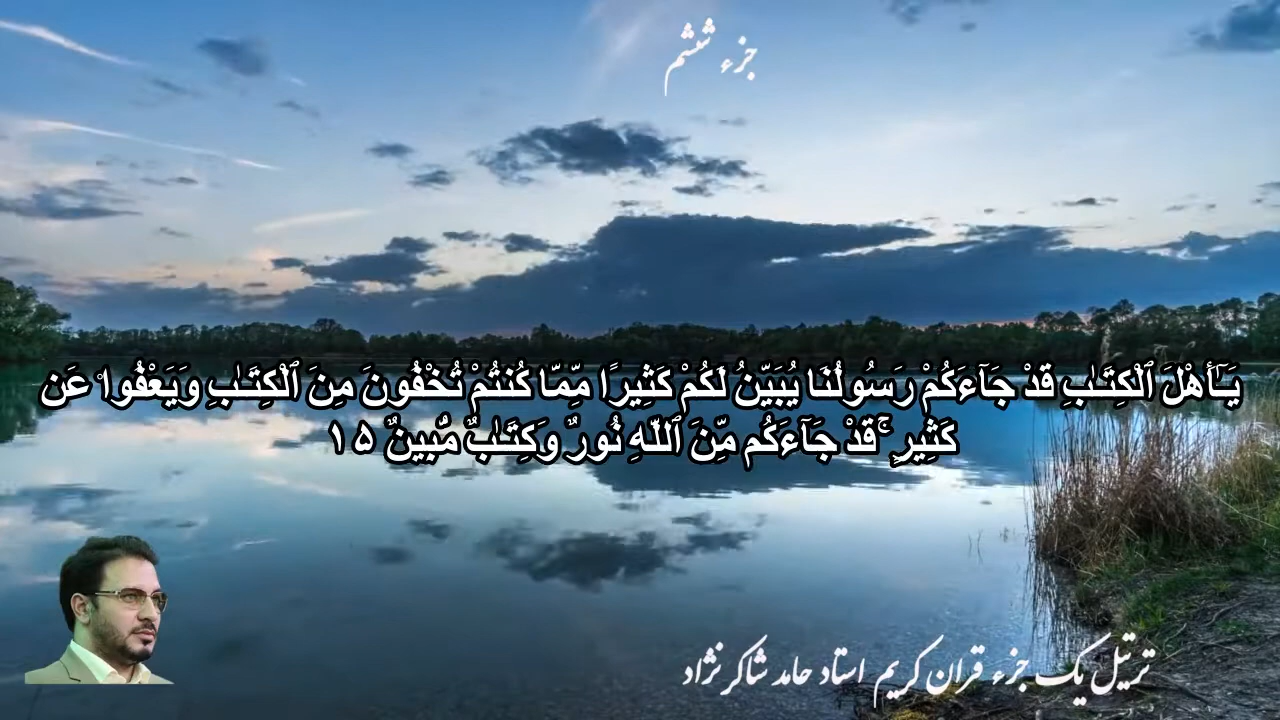 جزء ششم
يَـٰٓأَهْلَ ٱلْكِتَـٰبِ قَدْ جَآءَكُمْ رَسُولُنَا يُبَيِّنُ لَكُمْ كَثِيرًا مِّمَّا كُنتُمْ تُخْفُونَ مِنَ ٱلْكِتَـٰبِ وَيَعْفُوا۟ عَن
كَثِيرٍۢ ۚ قَدْ جَآءَكُم مِّنَ ٱللَّهِ نُورٌۭ وَكِتَـٰبٌۭ مُّبِينٌۭ ۱۵
ترتیل یک جزء قران کریم استاد حامد شاکرنژاد